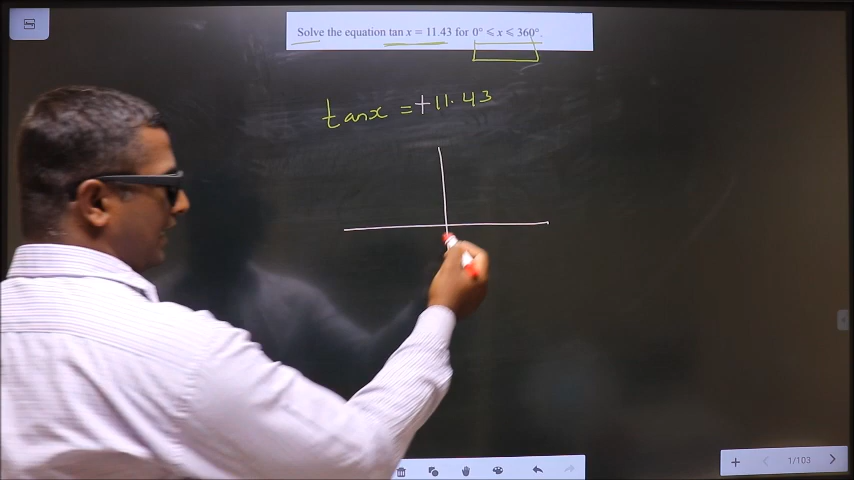 Solve the equation tan x = 11.43 for 0° ⩽ x ⩽ 360°.
tanx = +11.43
1/103